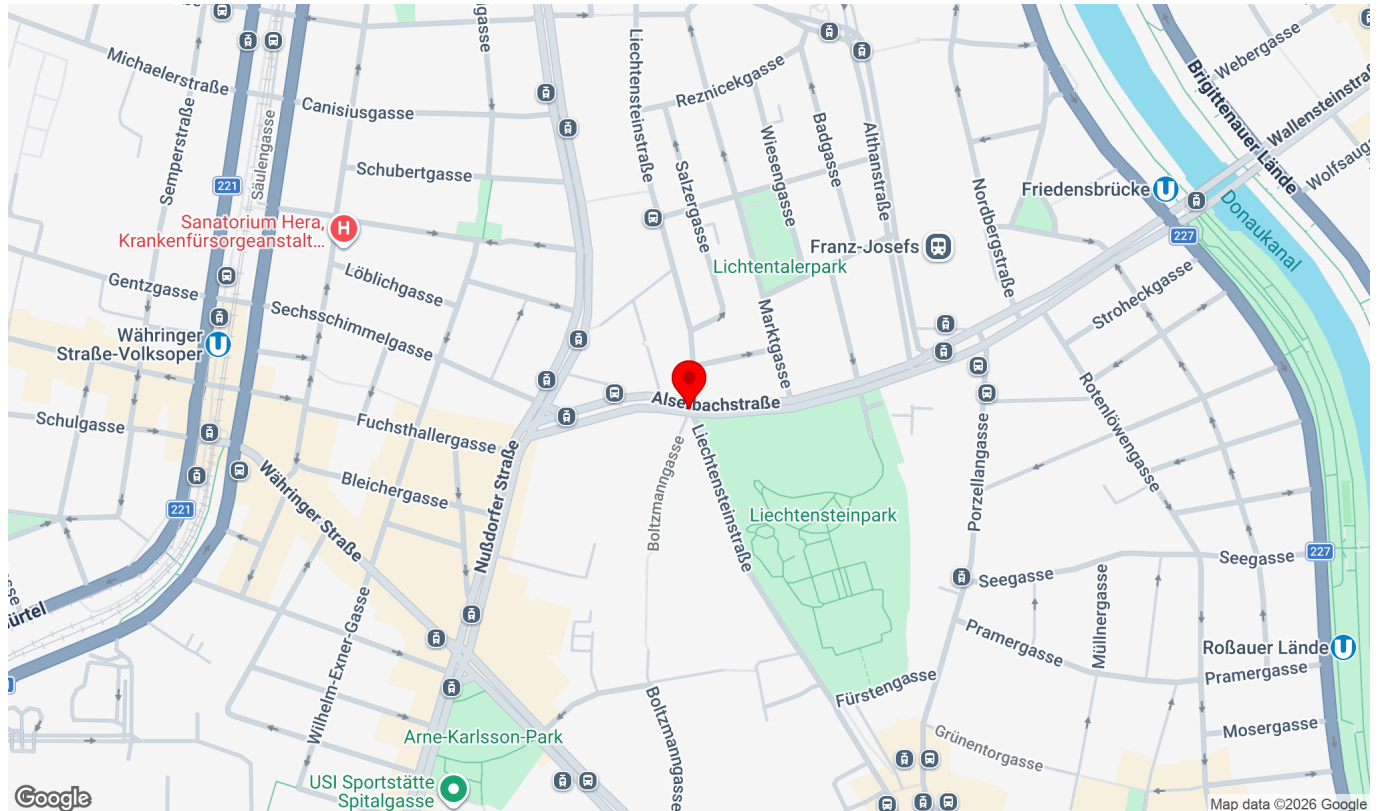 Michaelerstraße
Canisiusgasse
Liechtensteinstraße
Reznicekgasse
Brigittenauer Lände
Webergasse
Wallensteinstraß
Wolfsaug
Semperstraße
Säulengasse
221
Schubertgasse
Salzergasse
Wiesengasse
Badgasse
Althanstraße
Nordbergstraße
Friedensbrücke
Donaukanal
227
Sanatorium Hera,
Krankenfürsorgeanstalt...
H
Franz-Josefs
Lichtentalerpark
Gentzgasse
Löblichgasse
Sechsschimmelgasse
Marktgasse
Stroheckgasse
Währinger
Straße-Volksoper
U
Alserbachstraße
Rotenlöwengasse
Schulgasse
Fuchsthallergasse
Währinger Straße
Bleichergasse
Nußdorfer Straße
Boltzmanngasse
Liechtensteinstraße
Liechtensteinpark
Porzellangasse
221
Seegasse
Seegasse
227
Müllnergasse
Pramergasse
Roßauer Lände
U
Pramergasse
Wilhelm-Exner-Gasse
Fürstengasse
Boltzmanngasse
Grünentorgasse
Mosergasse
Arne-Karlsson-Park
USI Sportstätte
Spitalgasse
Google
Map data ©2026 Google